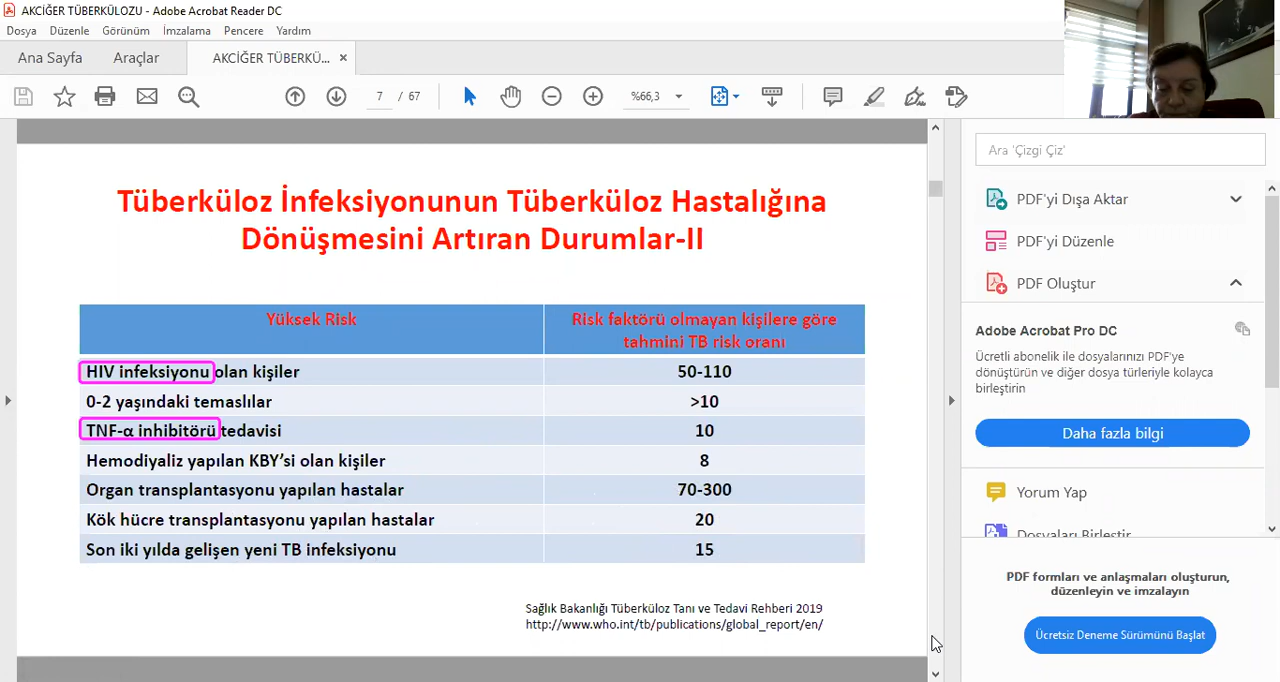 AKCİĞER TÜBERKÜLOZU - Adobe Acrobat Reader DC
Dosya Düzenle Görünüm İmzalama Pencere Yardım
Ana Sayfa Araçlar AKCİĞER TÜBERKÜ... ×
7 / 67 %66,3
Tüberküloz İnfeksiyonunun Tüberküloz Hastalığına
Dönüşmesini Artıran Durumlar-II
Yüksek Risk
Risk faktörü olmayan kişilere göre
tahmini TB risk oranı
HIV infeksiyonu olan kişiler 50-110
0-2 yaşındaki temaslılar >10
TNF-α inhibitörü tedavisi 10
Hemodiyaliz yapılan KBY'si olan kişiler 8
Organ transplantasyonu yapılan hastalar 70-300
Kök hücre transplantasyonu yapılan hastalar 20
Son iki yılda gelişen yeni TB infeksiyonu 15
Sağlık Bakanlığı Tüberküloz Tanı ve Tedavi Rehberi 2019
http://www.who.int/tb/publications/global_report/en/
Ara 'Çizgi Çiz'
PDF'yi Dışa Aktar
PDF'yi Düzenle
PDF Oluştur
Adobe Acrobat Pro DC
Ücretli abonelik ile dosyalarınızı PDF'ye
dönüştürün ve diğer dosya türleriyle kolayca
birleştirin
Daha fazla bilgi
Yorum Yap
Dosyaları Birleştir
PDF formları ve anlaşmaları oluşturun,
düzenleyin ve imzalayın
Ücretsiz Deneme Sürümünü Başlat